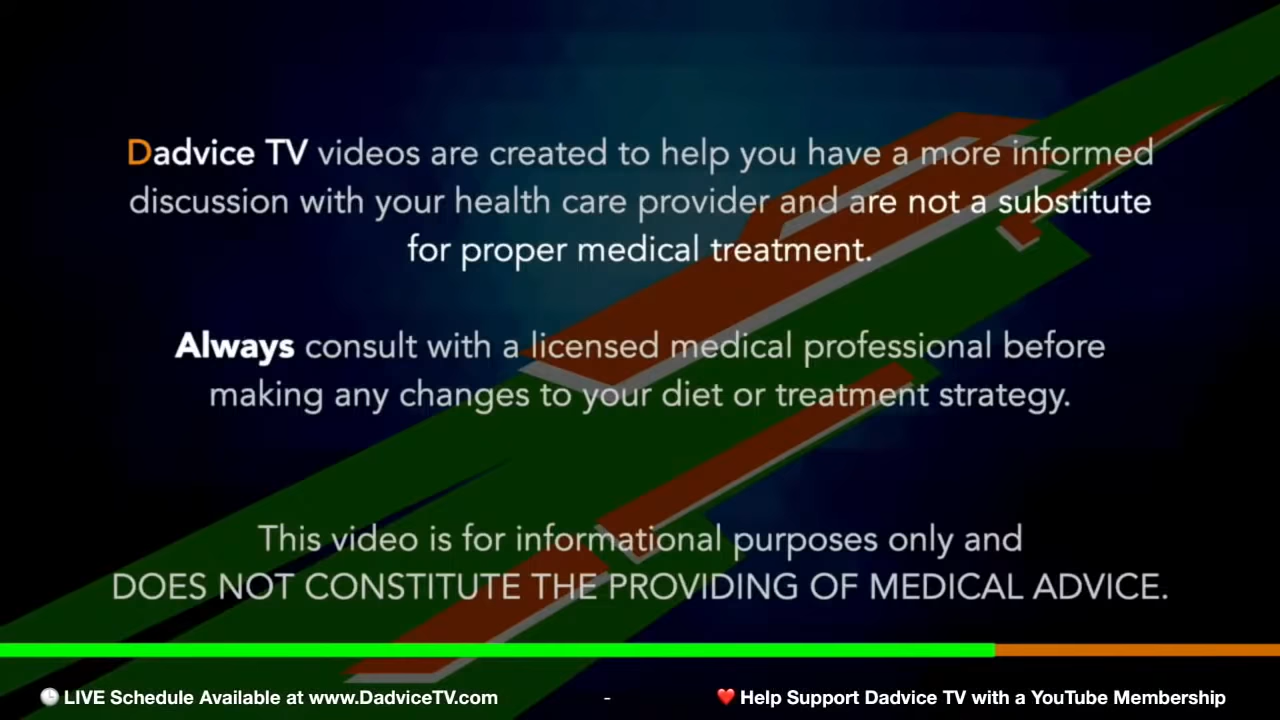 Dadvice TV videos are created to help you have a more informed
discussion with your health care provider and are not a substitute
for proper medical treatment.
Always consult with a licensed medical professional before
making any changes to your diet or treatment strategy.
This video is for informational purposes only and
DOES NOT CONSTITUTE THE PROVIDING OF MEDICAL ADVICE.
🕒 LIVE Schedule Available at www.DadviceTV.com - ❤️ Help Support Dadvice TV with a YouTube Membership